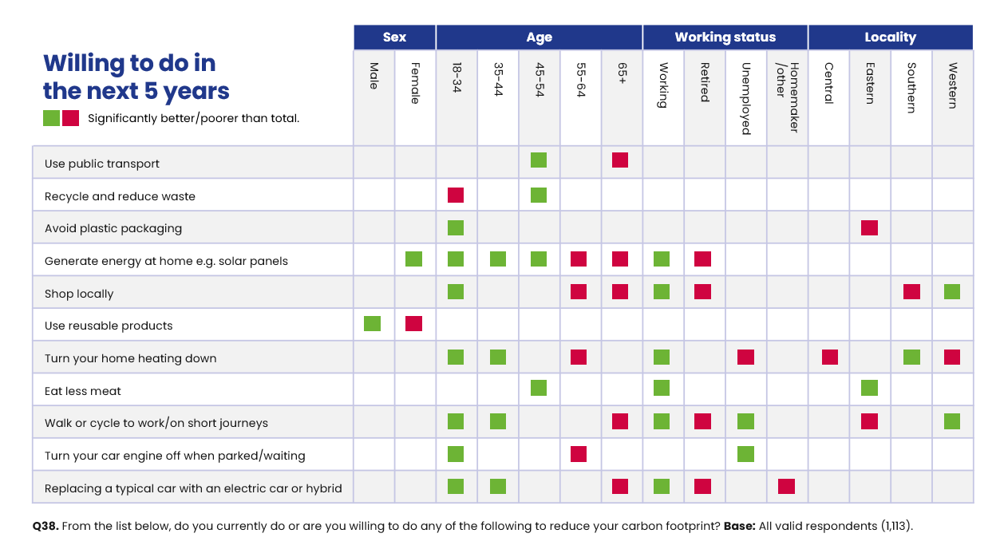 Sex Age Working status Locality
Willing to do in
the next 5 years
Significantly better/poorer than total.
Male Female 18–34 35–44 45–54 55–64 65+ Working Retired Unemployed Homemaker /other Central Eastern Southern Western
Use public transport
Recycle and reduce waste
Avoid plastic packaging
Generate energy at home e.g. solar panels
Shop locally
Use reusable products
Turn your home heating down
Eat less meat
Walk or cycle to work/on short journeys
Turn your car engine off when parked/waiting
Replacing a typical car with an electric car or hybrid
Q38. From the list below, do you currently do or are you willing to do any of the following to reduce your carbon footprint? Base: All valid respondents (1,113).